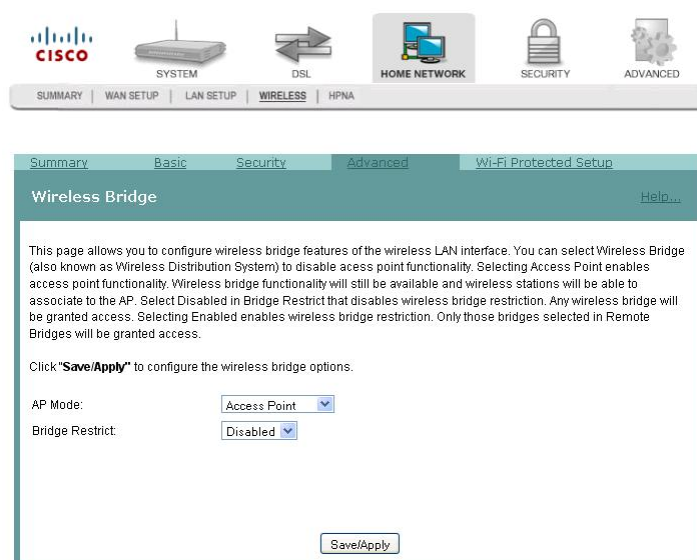 CISCO
SYSTEM
DSL
HOME NETWORK
SECURITY
ADVANCED
SUMMARY | WAN SETUP | LAN SETUP | WIRELESS | HPNA
Summary Basic Security Advanced Wi-Fi Protected Setup
Wireless Bridge Help...
This page allows you to configure wireless bridge features of the wireless LAN interface. You can select Wireless Bridge
(also known as Wireless Distribution System) to disable acess point functionality. Selecting Access Point enables
access point functionality. Wireless bridge functionality will still be available and wireless stations will be able to
associate to the AP. Select Disabled in Bridge Restrict that disables wireless bridge restriction. Any wireless bridge will
be granted access. Selecting Enabled enables wireless bridge restriction. Only those bridges selected in Remote
Bridges will be granted access.
Click "Save/Apply" to configure the wireless bridge options.
AP Mode: Access Point
Bridge Restrict: Disabled
Save/Apply